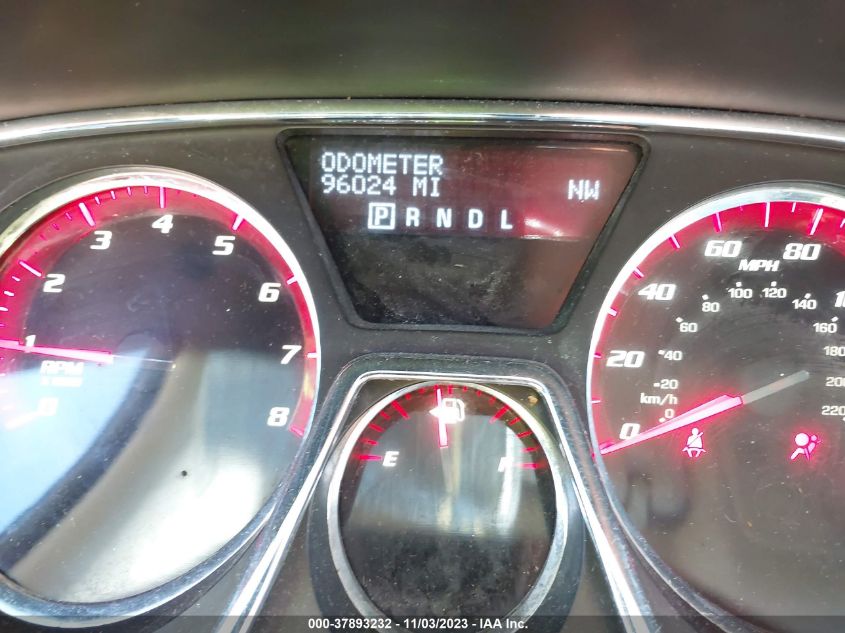 ODOMETER
96024 MI NW
P R N D L
1 2 3 4 5 6 7 8
RPM
0
E F
0 20 40 60 80
MPH
0 20 40 60 80 100 120 140 160 180
km/h
220
000-37893232 - 11/03/2023 - IAA Inc.